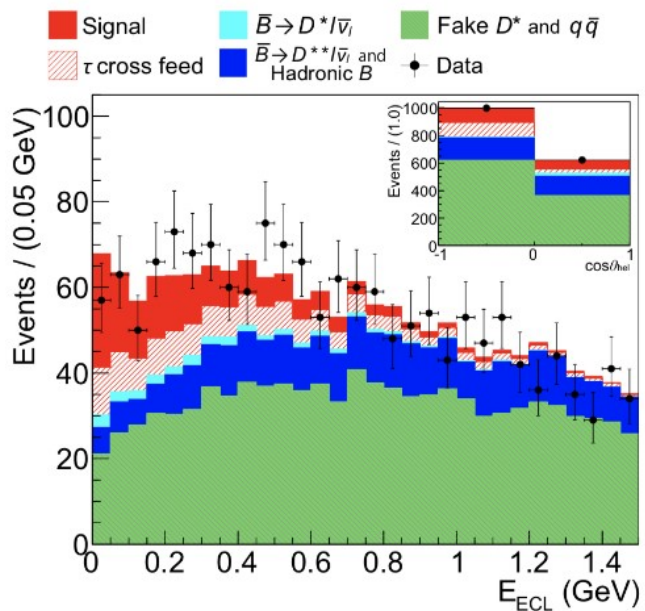 Signal
B̄→D*lν̄ₗ
Fake D* and qq̄
τ cross feed
B̄→D**lν̄ₗ and
Hadronic B
Data
Events / (0.05 GeV)
100
80
60
40
20
0
0 0.2 0.4 0.6 0.8 1 1.2 1.4
E_ECL (GeV)
Events / (1.0)
1000
800
600
400
200
0
-1 0 1
cosθ_hel